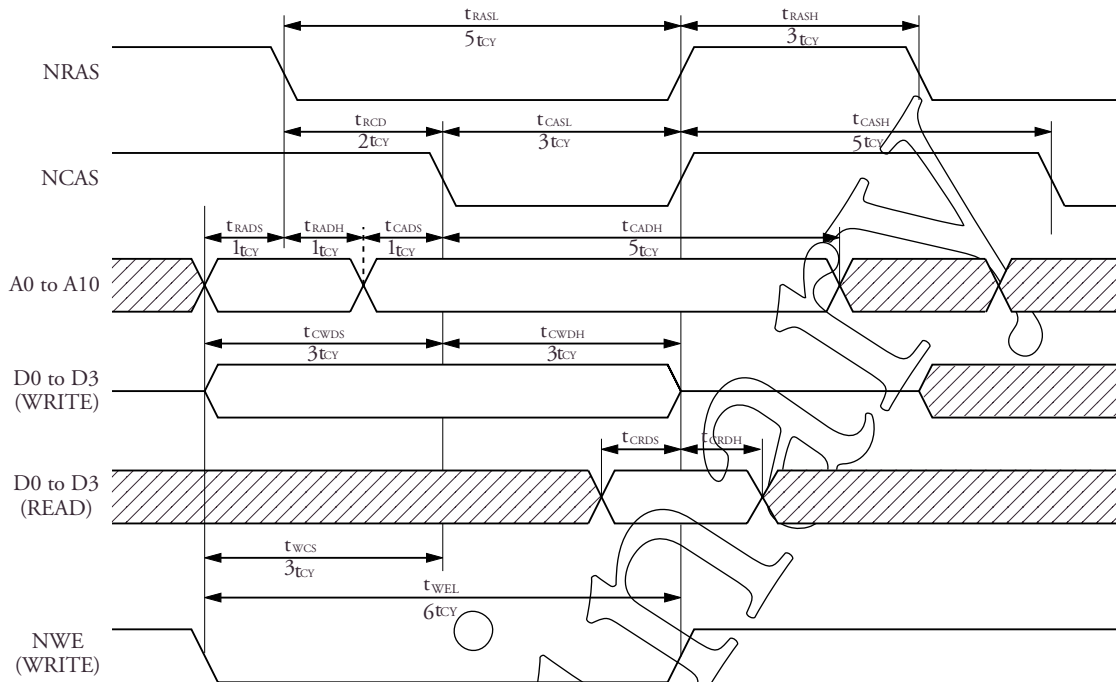 tRASL tRASH
5tCY 3tCY
NRAS
tRCD tCASL tCASH
2tCY 3tCY 5tCY
NCAS
tRADS tRADH tCADS tCADH
1tCY 1tCY 1tCY 5tCY
A0 to A10
tCWDS tCWDH
3tCY 3tCY
D0 to D3
(WRITE)
tCRDS tCRDH
D0 to D3
(READ)
tWCS
3tCY
tWEL
6tCY
NWE
(WRITE)